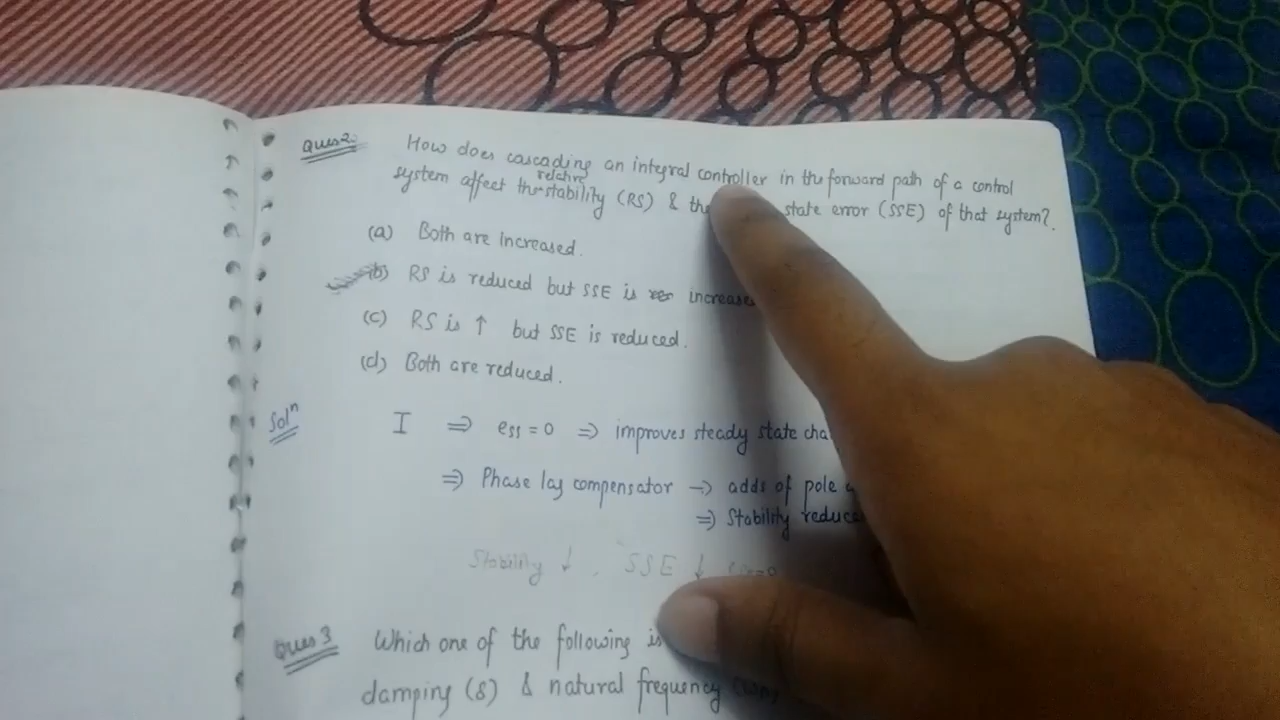 Ques2.
How does cascading an integral controller in the forward path of a control
system affect the relative stability (RS) & the state error (SSE) of that system?
(a) Both are increased.
(b) RS is reduced but SSE is increased
(c) RS is ↑ but SSE is reduced.
(d) Both are reduced.
Solⁿ
I ⇒ ess = 0 ⇒ improves steady state cha
⇒ Phase lag compensator → adds of pole
⇒ Stability reduce
Stability ↓ , SSE ↓
Ques 3
Which one of the following is
damping (δ) & natural frequency